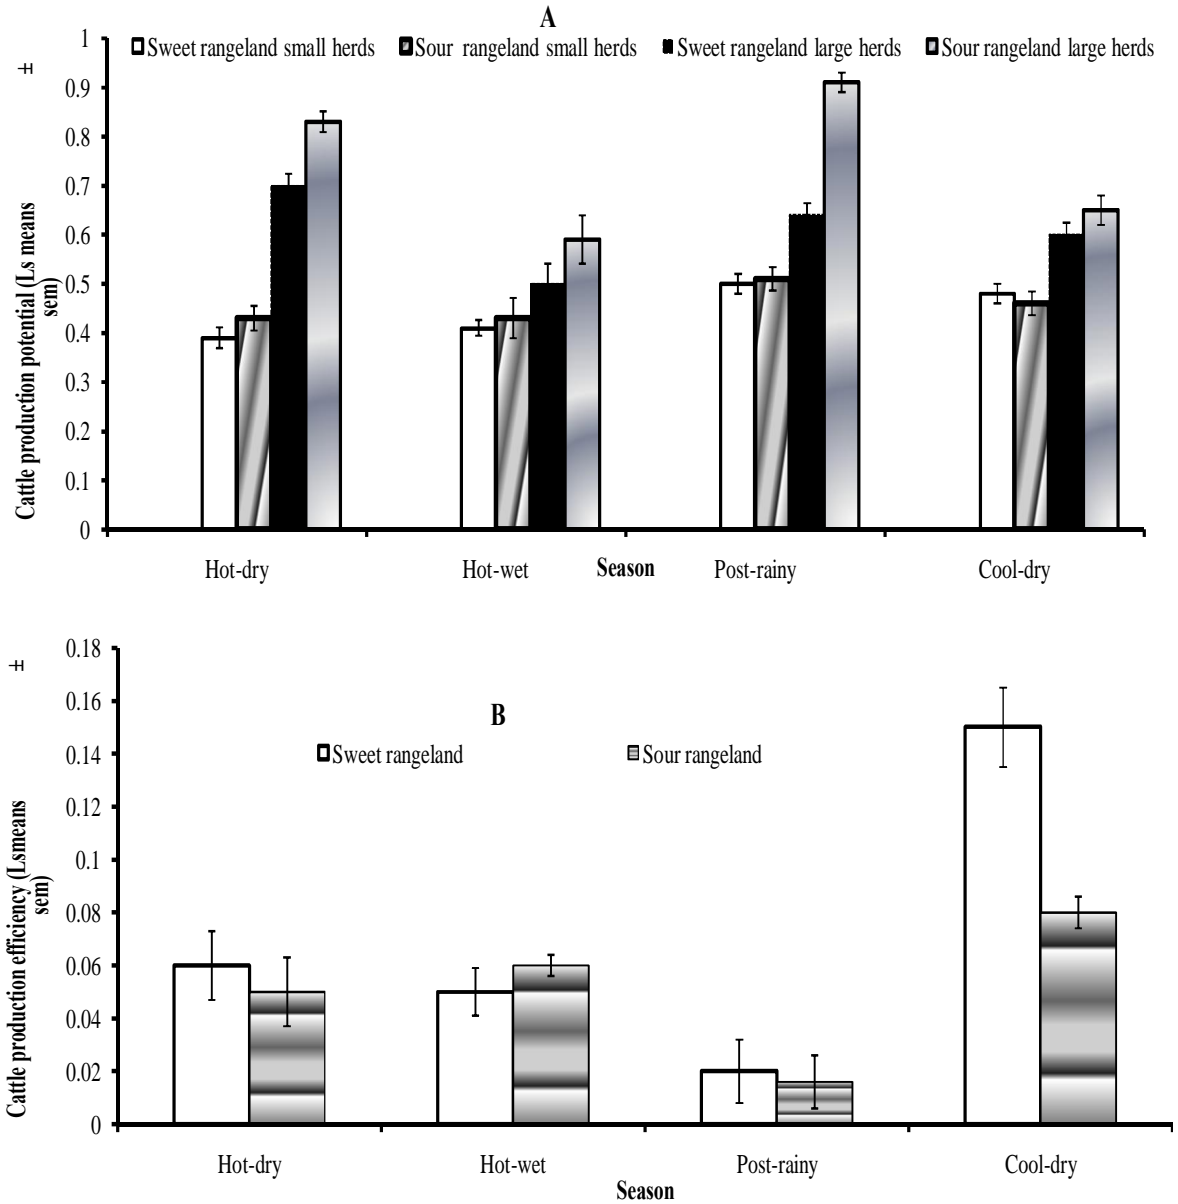 A
Sweet rangeland small herds
Sour rangeland small herds
Sweet rangeland large herds
Sour rangeland large herds
1
0.9
0.8
0.7
0.6
0.5
0.4
0.3
0.2
0.1
0
±
Cattle production potential (Ls means
sem)
Hot-dry
Hot-wet
Season
Post-rainy
Cool-dry
B
Sweet rangeland
Sour rangeland
0.18
0.16
0.14
0.12
0.1
0.08
0.06
0.04
0.02
0
±
Cattle production efficiency (Lsmeans
sem)
Hot-dry
Hot-wet
Post-rainy
Cool-dry
Season